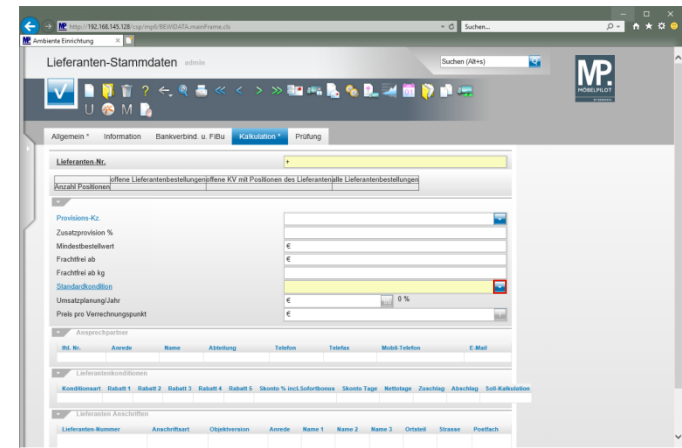 http://192.168.145.128/csp/mp8/BEWIDATA.mainFrame.cls
Suchen...
Ambiente Einrichtung
Lieferanten-Stammdaten admin
Suchen (Alt+s)
MP.
MÖBELPILOT
Allgemein * Information Bankverbind. u. FiBu Kalkulation * Prüfung
Lieferanten-Nr. +
offene Lieferantenbestellungen offene KV mit Positionen des Lieferanten alle Lieferantenbestellungen
Anzahl Positionen
Provisions-Kz.
Zusatzprovision %
Mindestbestellwert €
Frachtfrei ab €
Frachtfrei ab kg
Standardkondition
Umsatzplanung/Jahr € 0 %
Preis pro Verrechnungspunkt €
Ansprechpartner
lfd. Nr. Anrede Name Abteilung Telefon Telefax Mobil-Telefon E-Mail
Lieferantenkonditionen
Konditionsart Rabatt 1 Rabatt 2 Rabatt 3 Rabatt 4 Rabatt 5 Skonto % incl.Sofortbonus Skonto Tage Nettotage Zuschlag Abschlag Soll-Kalkulation
Lieferanten Anschriften
Lieferanten-Nummer Anschriftsart Objektversion Anrede Name 1 Name 2 Name 3 Ortsteil Strasse Postfach